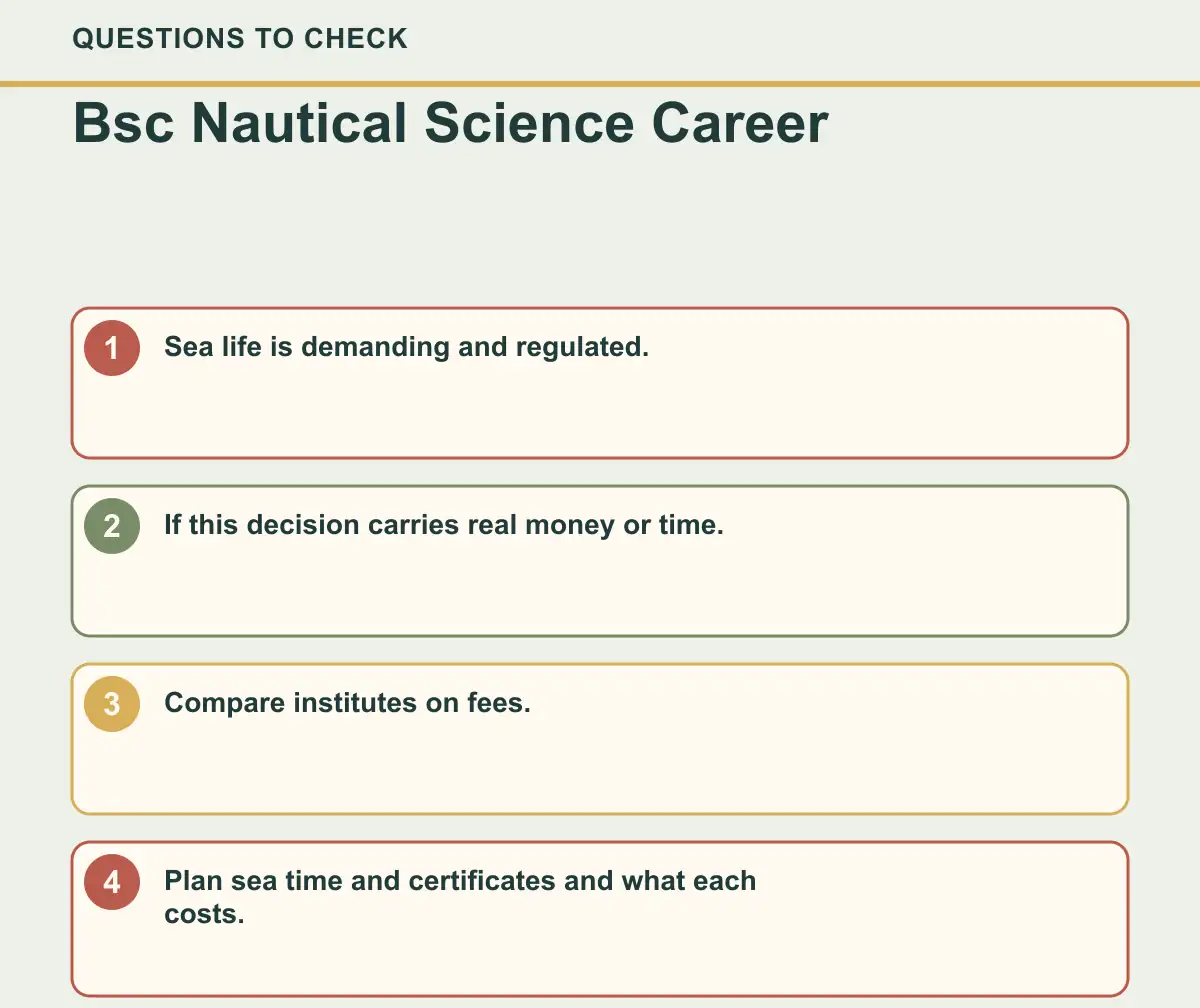 QUESTIONS TO CHECK
Bsc Nautical Science Career
1 Sea life is demanding and regulated.
2 If this decision carries real money or time.
3 Compare institutes on fees.
4 Plan sea time and certificates and what each
costs.